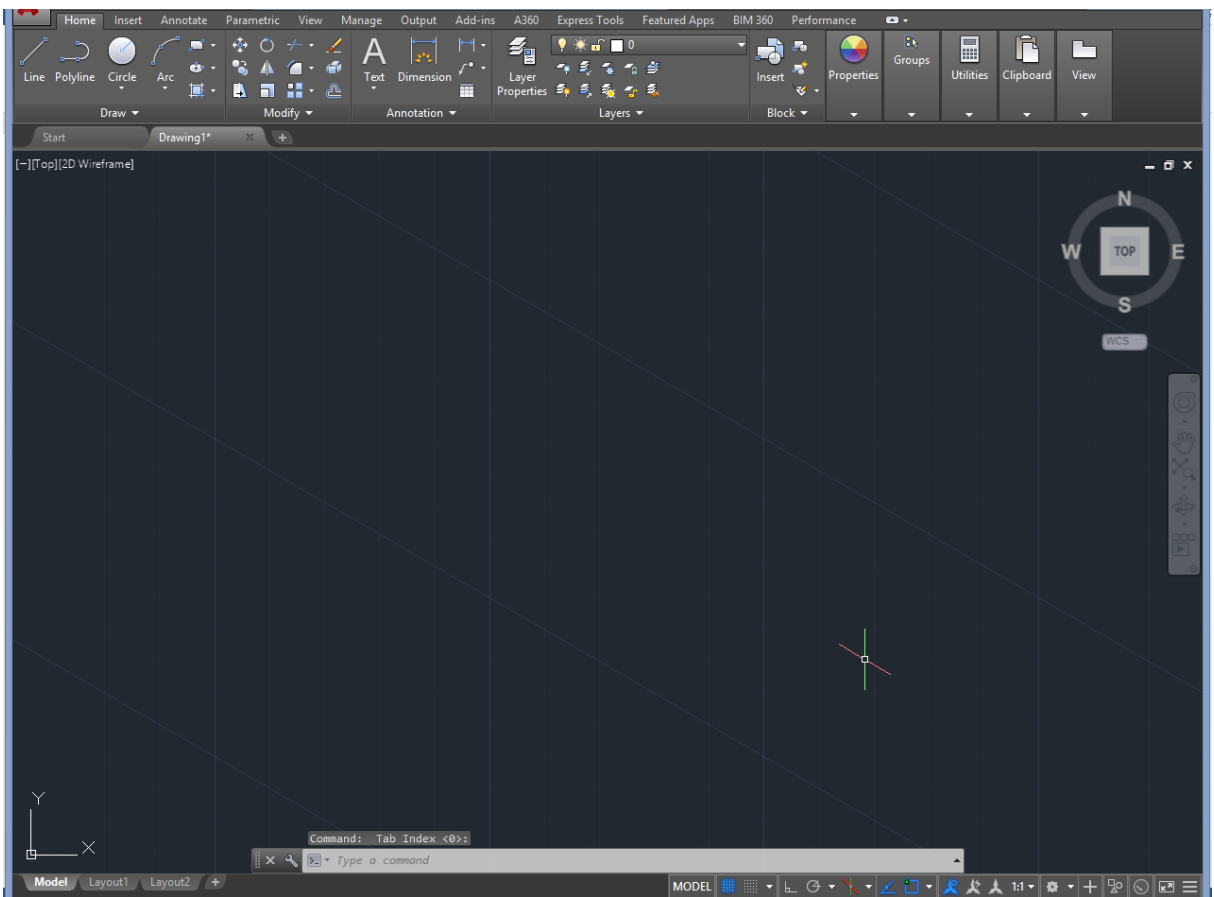 Home Insert Annotate Parametric View Manage Output Add-ins A360 Express Tools Featured Apps BIM 360 Performance
0
Line Polyline Circle Arc Text Dimension Layer Properties Insert Properties Groups Utilities Clipboard View
Draw Modify Annotation Layers Block
Start Drawing1*
[−][Top][2D Wireframe]
N
W TOP E
S
WCS
Y
X
Command: Tab Index <0>:
Type a command
Model Layout1 Layout2 +
MODEL 1:1